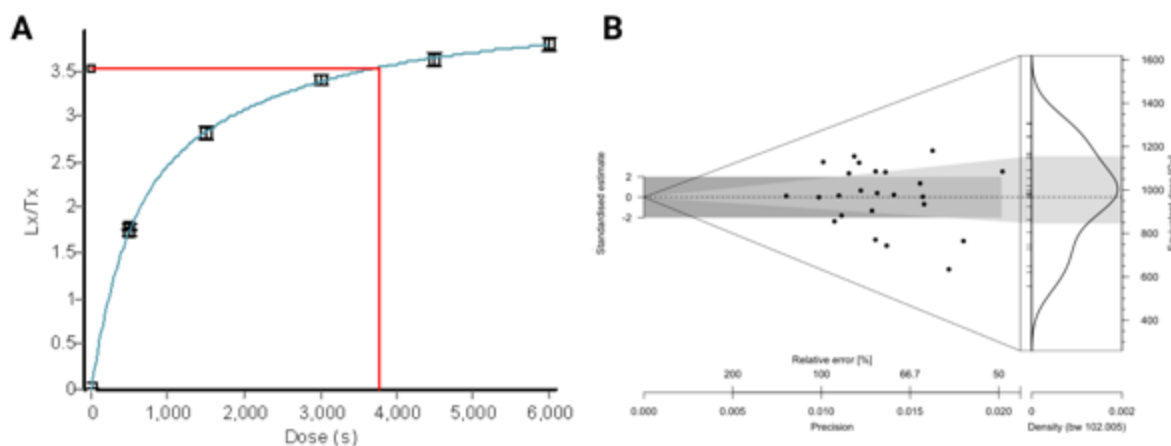 A
Lx/Tx
3.5
3
2.5
2
1.5
1
0.5
0
0 1,000 2,000 3,000 4,000 5,000 6,000
Dose (s)
B
Standardised estimate
2
0
-2
1600
1400
1200
1000
800
600
400
Relative error [%]
200 100 66.7 50
0.000 0.005 0.010 0.015 0.020
Precision
0 0.002
Density (bw 102.005)